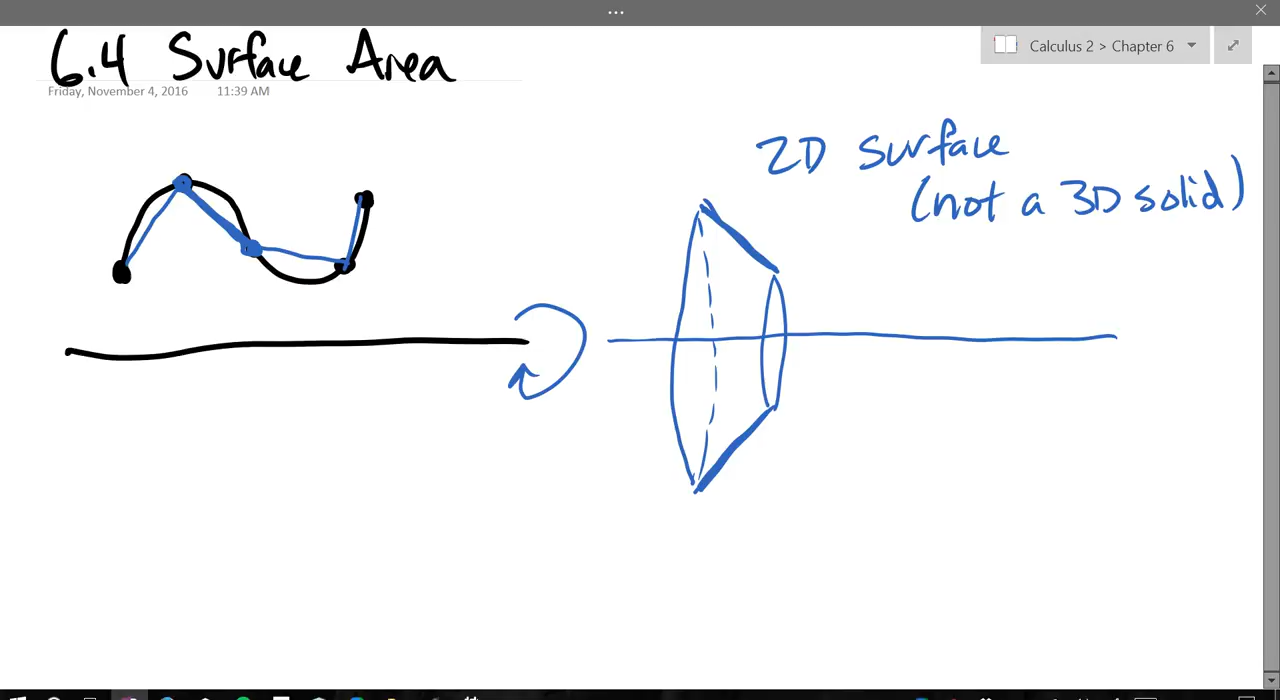 ...
Calculus 2 > Chapter 6
6.4 Surface Area
Friday, November 4, 2016 11:39 AM
2D surface
(not a 3D solid)